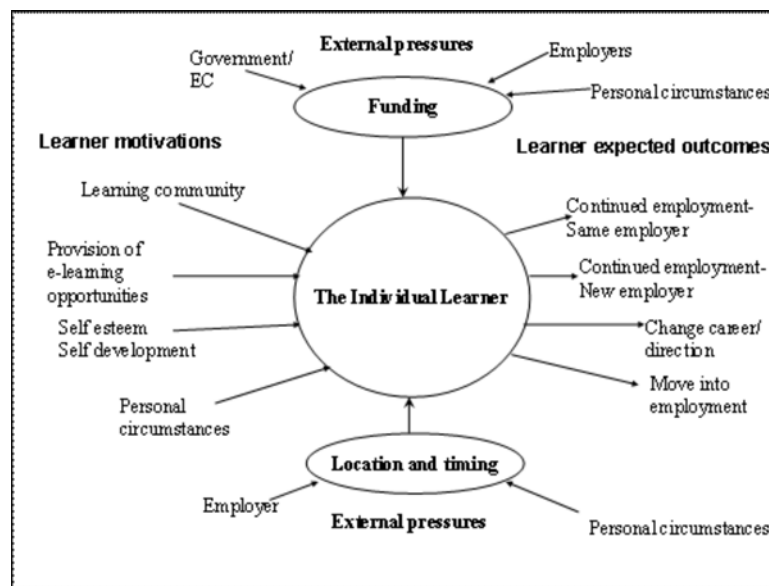 External pressures
Government/
EC
Employers
Personal circumstances
Funding
Learner motivations
Learner expected outcomes
Learning community
Provision of
e-learning
opportunities
Self esteem
Self development
Personal
circumstances
The Individual Learner
Continued employment-
Same employer
Continued employment-
New employer
Change career/
direction
Move into
employment
Location and timing
Employer
External pressures
Personal circumstances